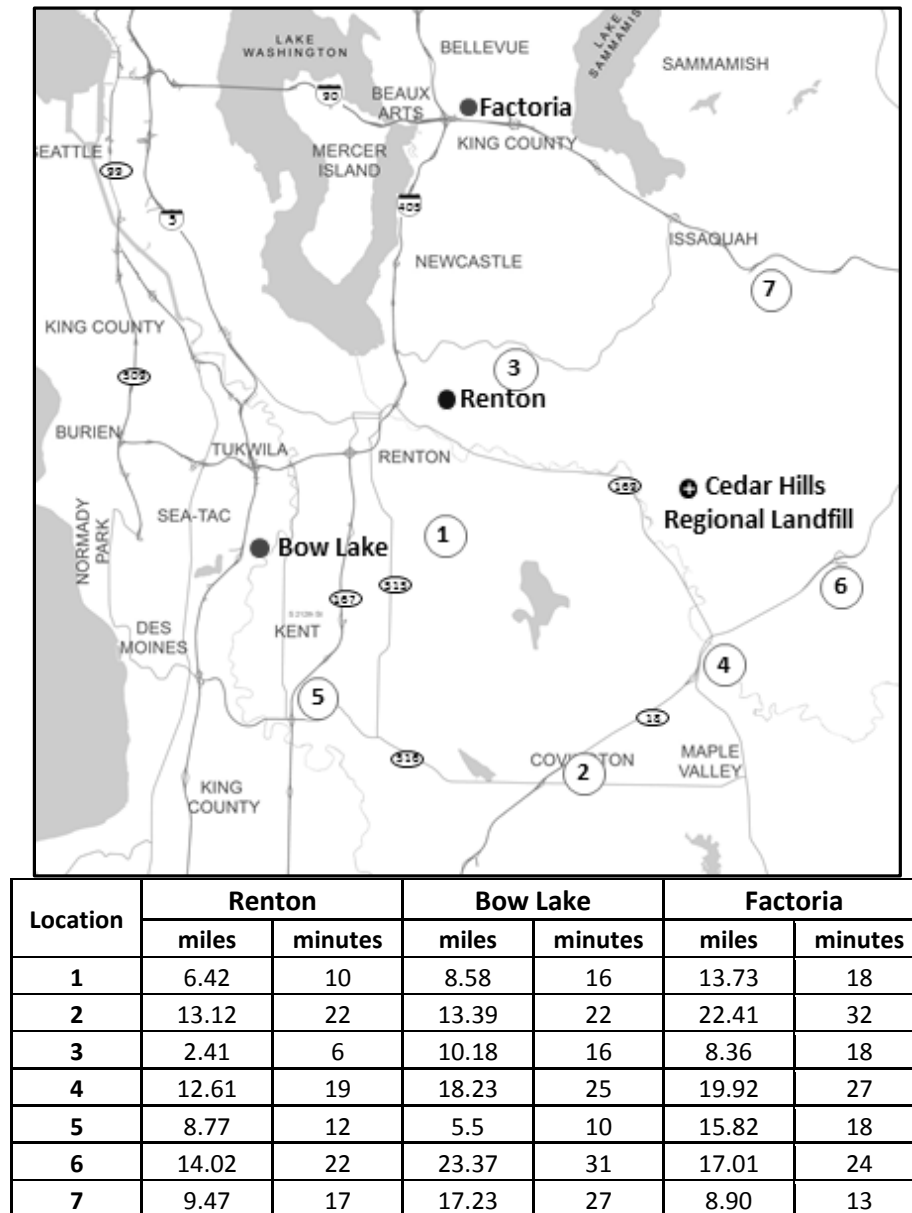 LAKE
WASHINGTON
BELLEVUE
LAKE
SAMMAMIS
SAMMAMISH
90
BEAUX
ARTS
Factoria
KING COUNTY
SEATTLE
99
MERCER
ISLAND
405
5
ISSAQUAH
NEWCASTLE
7
KING COUNTY
3
509
Renton
BURIEN
TUKWILA
RENTON
169
Cedar Hills
Regional Landfill
NORMADY
PARK
SEA-TAC
1
Bow Lake
6
167
515
S 212th St
KENT
DES
MOINES
4
5
18
516
COVINGTON
2
MAPLE
VALLEY
KING
COUNTY
Location Renton Bow Lake Factoria
miles minutes miles minutes miles minutes
1 6.42 10 8.58 16 13.73 18
2 13.12 22 13.39 22 22.41 32
3 2.41 6 10.18 16 8.36 18
4 12.61 19 18.23 25 19.92 27
5 8.77 12 5.5 10 15.82 18
6 14.02 22 23.37 31 17.01 24
7 9.47 17 17.23 27 8.90 13